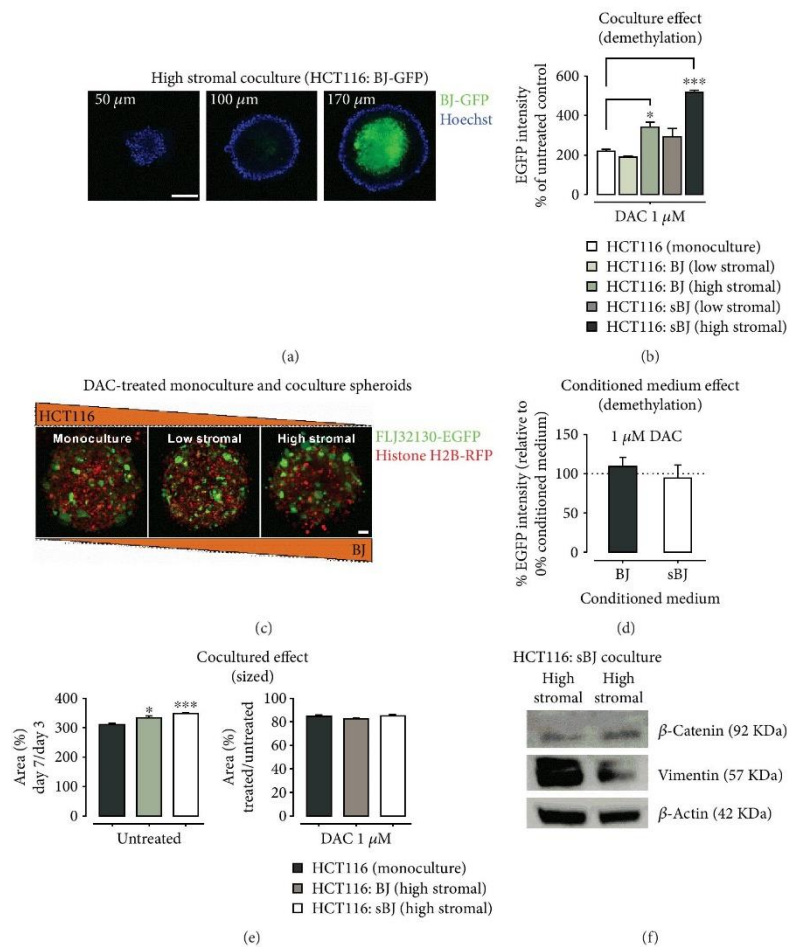 High stromal coculture (HCT116: BJ-GFP)
50 μm
100 μm
170 μm
BJ-GFP
Hoechst
(a)
Coculture effect
(demethylation)
EGFP intensity
% of untreated control
600
400
200
0
*
***
DAC 1 μM
HCT116 (monoculture)
HCT116: BJ (low stromal)
HCT116: BJ (high stromal)
HCT116: sBJ (low stromal)
HCT116: sBJ (high stromal)
(b)
DAC-treated monoculture and coculture spheroids
HCT116
Monoculture
Low stromal
High stromal
FLJ32130-EGFP
Histone H2B-RFP
BJ
(c)
Conditioned medium effect
(demethylation)
% EGFP intensity (relative to
0% conditioned medium)
150
100
50
0
1 μM DAC
BJ
sBJ
Conditioned medium
(d)
Cocultured effect
(sized)
Area (%)
day 7/day 3
400
300
200
100
0
*
***
Untreated
Area (%)
treated/untreated
100
80
60
40
20
0
DAC 1 μM
HCT116 (monoculture)
HCT116: BJ (high stromal)
HCT116: sBJ (high stromal)
(e)
HCT116: sBJ coculture
High
stromal
High
stromal
β-Catenin (92 KDa)
Vimentin (57 KDa)
β-Actin (42 KDa)
(f)